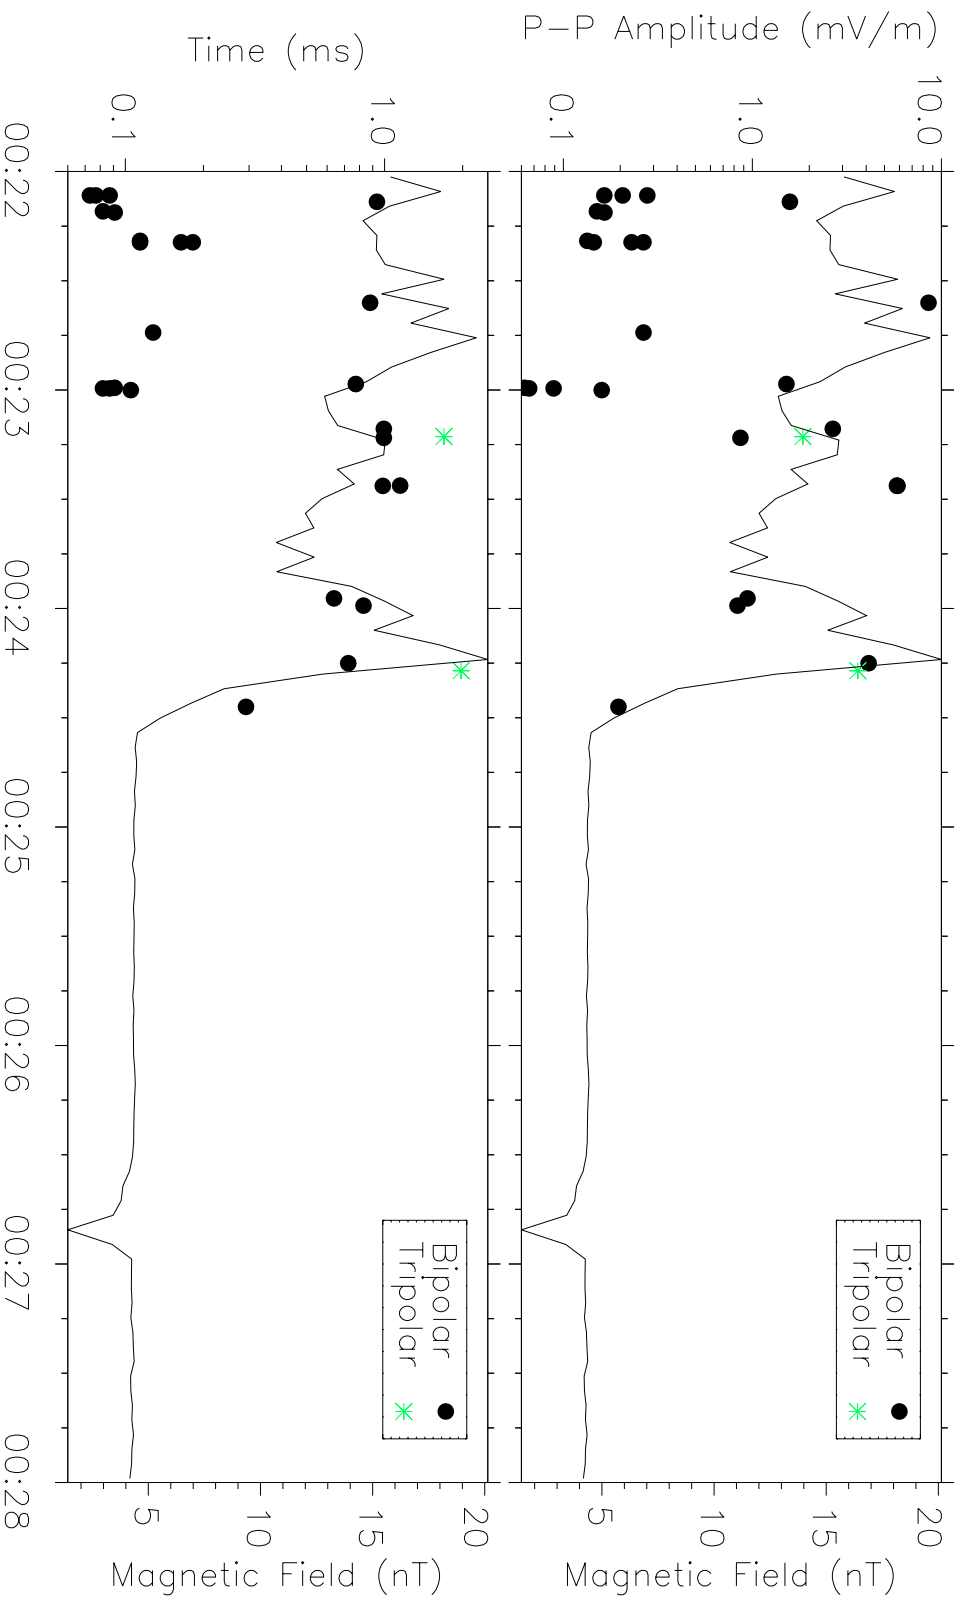 P-P Amplitude (mV/m)
10.0
1.0
0.1
Bipolar
Tripolar
20
15
10
5
Magnetic Field (nT)
Time (ms)
1.0
0.1
Bipolar
Tripolar
20
15
10
5
Magnetic Field (nT)
00:22
00:23
00:24
00:25
00:26
00:27
00:28